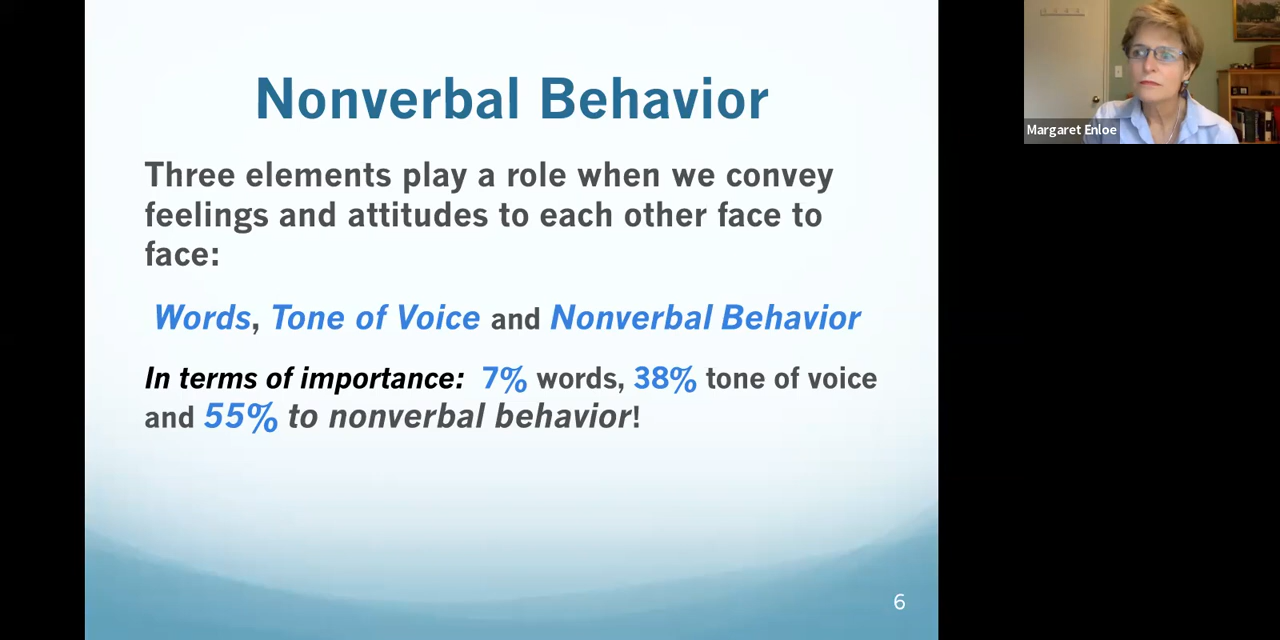 Nonverbal Behavior
Three elements play a role when we convey
feelings and attitudes to each other face to
face:
Words, Tone of Voice and Nonverbal Behavior
In terms of importance: 7% words, 38% tone of voice
and 55% to nonverbal behavior!
6
Margaret Enloe